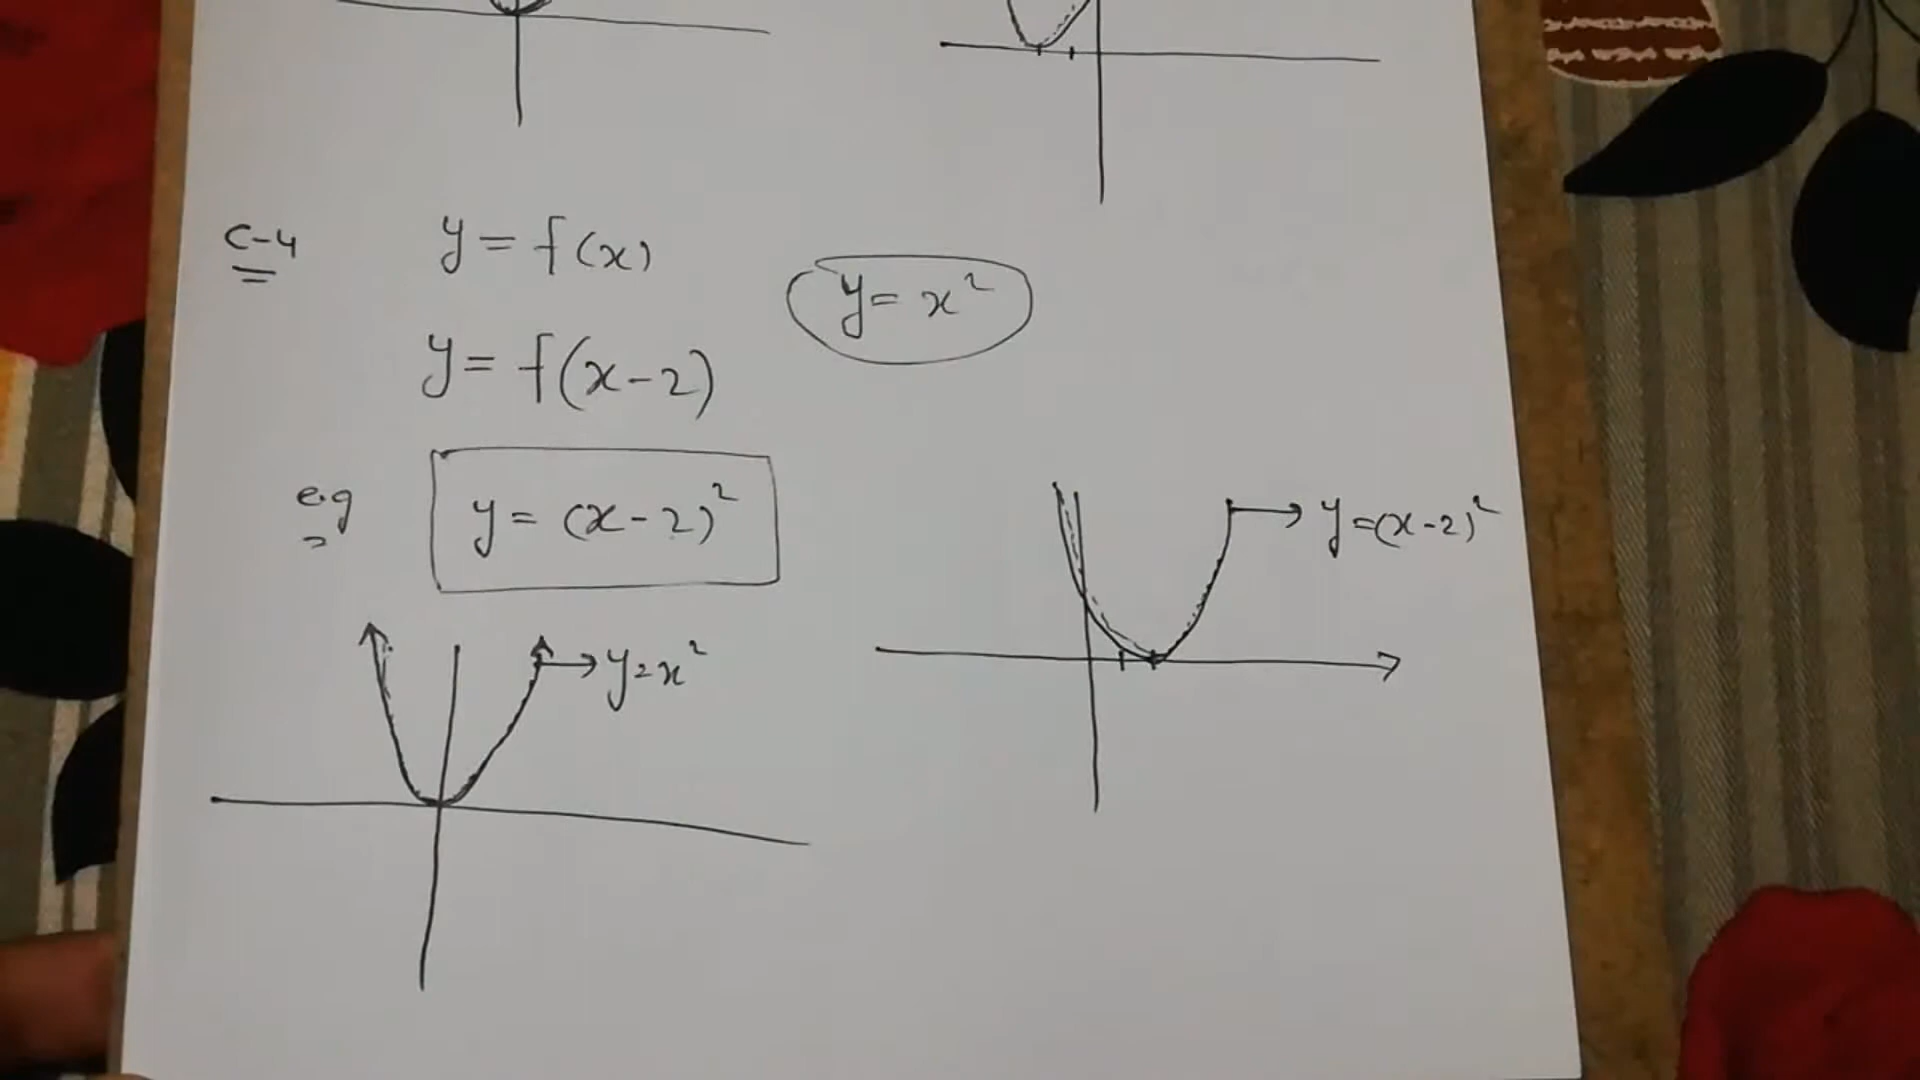 C-4
y = f(x)
y = x²
y = f(x-2)
e.g
y = (x-2)²
y=(x-2)²
y=x²